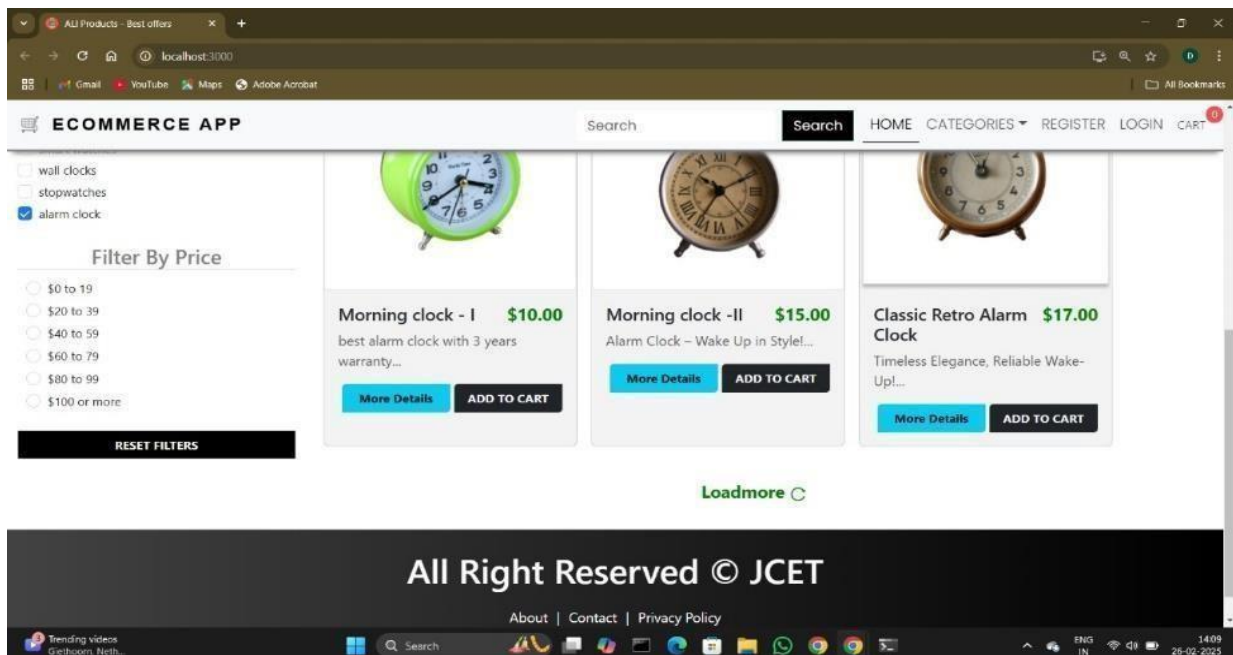 ALl Products - Best offers
localhost:3000
D
Gmail YouTube Maps Adobe Acrobat
All Bookmarks
ECOMMERCE APP
Search
Search
HOME CATEGORIES REGISTER LOGIN CART 0
wall clocks
stopwatches
alarm clock
Filter By Price
$0 to 19
$20 to 39
$40 to 59
$60 to 79
$80 to 99
$100 or more
RESET FILTERS
Morning clock - I $10.00
best alarm clock with 3 years
warranty...
More Details ADD TO CART
Morning clock -II $15.00
Alarm Clock – Wake Up in Style!...
More Details ADD TO CART
Classic Retro Alarm $17.00
Clock
Timeless Elegance, Reliable Wake-
Up!...
More Details ADD TO CART
Loadmore
All Right Reserved © JCET
About | Contact | Privacy Policy
Trending videos
Giethoorn, Neth...
Search
ENG
IN
14:09
26-02-2025